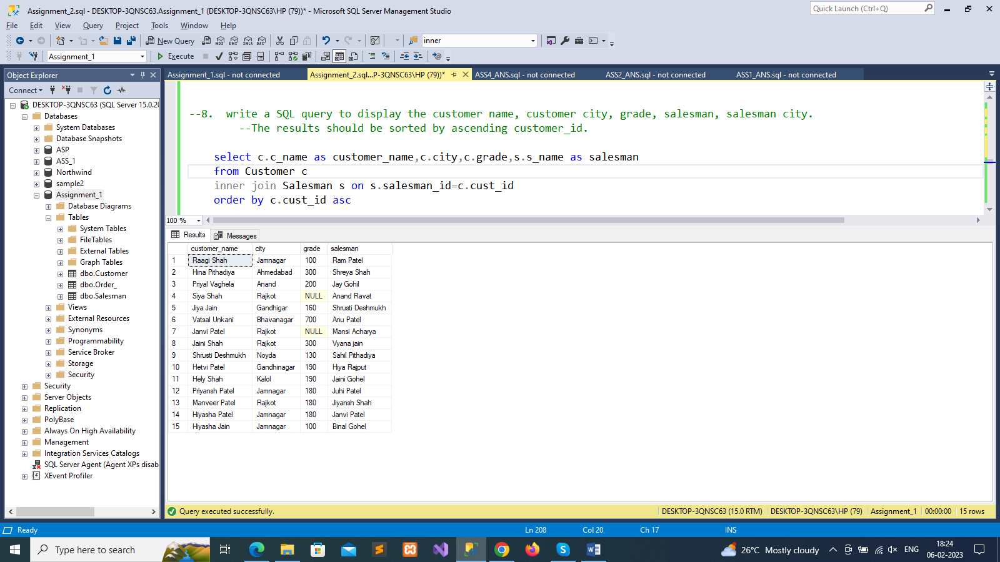 Assignment_2.sql - DESKTOP-3QNSC63.Assignment_1 (DESKTOP-3QNSC63\HP (79))* - Microsoft SQL Server Management Studio
Quick Launch (Ctrl+Q)
File Edit View Query Project Tools Window Help
New Query
MDX DMX XMLA DAX
inner
Assignment_1
Execute
Object Explorer
Assignment_1.sql - not connected
Assignment_2.sql...P-3QNSC63\HP (79))*
ASS4_ANS.sql - not connected
ASS2_ANS.sql - not connected
ASS1_ANS.sql - not connected
Connect
DESKTOP-3QNSC63 (SQL Server 15.0.20
Databases
System Databases
Database Snapshots
ASP
ASS_1
Northwind
sample2
Assignment_1
Database Diagrams
Tables
System Tables
FileTables
External Tables
Graph Tables
dbo.Customer
dbo.Order_
dbo.Salesman
Views
External Resources
Synonyms
Programmability
Service Broker
Storage
Security
Security
Server Objects
Replication
PolyBase
Always On High Availability
Management
Integration Services Catalogs
SQL Server Agent (Agent XPs disab
XEvent Profiler
--8.  write a SQL query to display the customer name, customer city, grade, salesman, salesman city.
--The results should be sorted by ascending customer_id.
select c.c_name as customer_name,c.city,c.grade,s.s_name as salesman
from Customer c
inner join Salesman s on s.salesman_id=c.cust_id
order by c.cust_id asc
100 %
Results Messages
customer_name city grade salesman
1 Raagi Shah Jamnagar 100 Ram Patel
2 Hina Pithadiya Ahmedabad 300 Shreya Shah
3 Priyal Vaghela Anand 200 Jay Gohil
4 Siya Shah Rajkot NULL Anand Ravat
5 Jiya Jain Gandhigar 160 Shrusti Deshmukh
6 Vatsal Unkani Bhavanagar 700 Anu Patel
7 Janvi Patel Rajkot NULL Mansi Acharya
8 Jaini Shah Rajkot 300 Vyana jain
9 Shrusti Deshmukh Noyda 130 Sahil Pithadiya
10 Hetvi Patel Gandhinagar 190 Hiya Rajput
11 Hely Shah Kalol 190 Jaini Gohel
12 Priyansh Patel Jamnagar 180 Juhi Patel
13 Manveer Patel Rajkot 180 Jiyansh Shah
14 Hiyasha Patel Jamnagar 180 Janvi Patel
15 Hiyasha Jain Jamnagar 100 Binal Gohel
Query executed successfully.
DESKTOP-3QNSC63 (15.0 RTM) DESKTOP-3QNSC63\HP (79) Assignment_1 00:00:00 15 rows
Ready Ln 208 Col 20 Ch 17 INS
Type here to search
26°C Mostly cloudy
ENG
18:24
06-02-2023